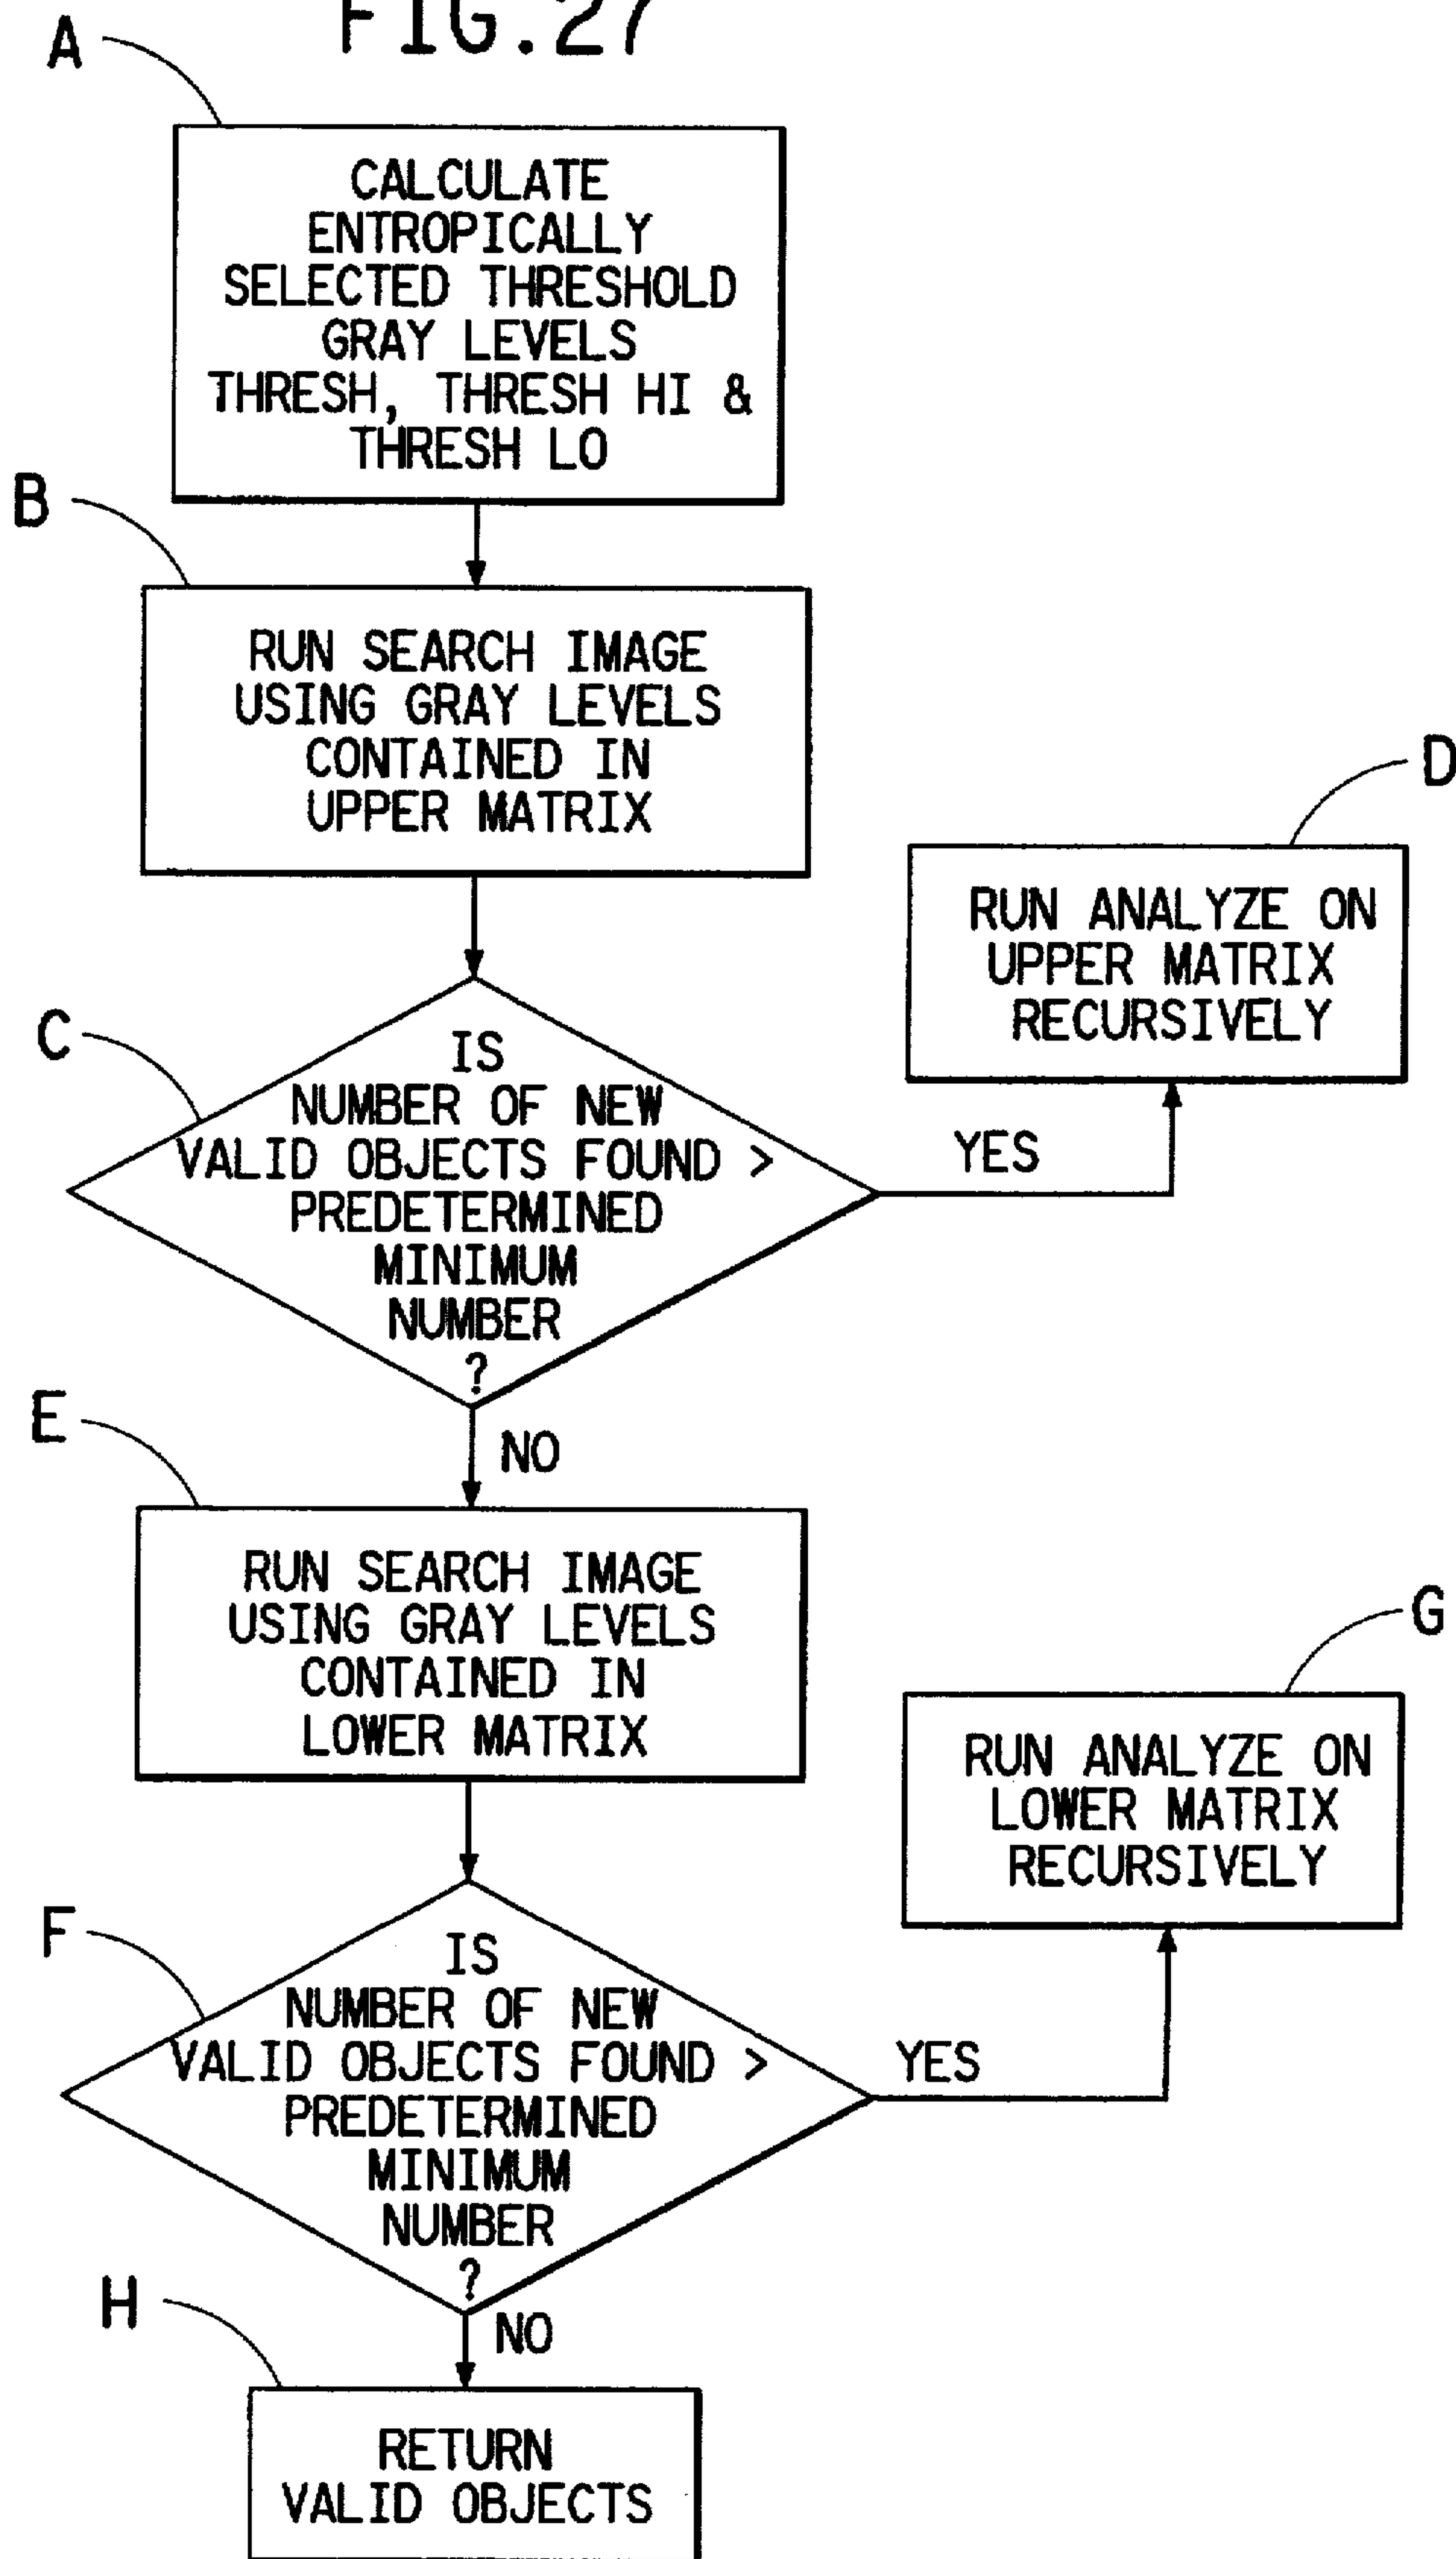 FIG.27
A
CALCULATE
ENTROPICALLY
SELECTED THRESHOLD
GRAY LEVELS
THRESH, THRESH HI &
THRESH LO
B
RUN SEARCH IMAGE
USING GRAY LEVELS
CONTAINED IN
UPPER MATRIX
C
IS
NUMBER OF NEW
VALID OBJECTS FOUND >
PREDETERMINED
MINIMUM
NUMBER
?
YES
D
RUN ANALYZE ON
UPPER MATRIX
RECURSIVELY
NO
E
RUN SEARCH IMAGE
USING GRAY LEVELS
CONTAINED IN
LOWER MATRIX
F
IS
NUMBER OF NEW
VALID OBJECTS FOUND >
PREDETERMINED
MINIMUM
NUMBER
?
YES
G
RUN ANALYZE ON
LOWER MATRIX
RECURSIVELY
NO
H
RETURN
VALID OBJECTS